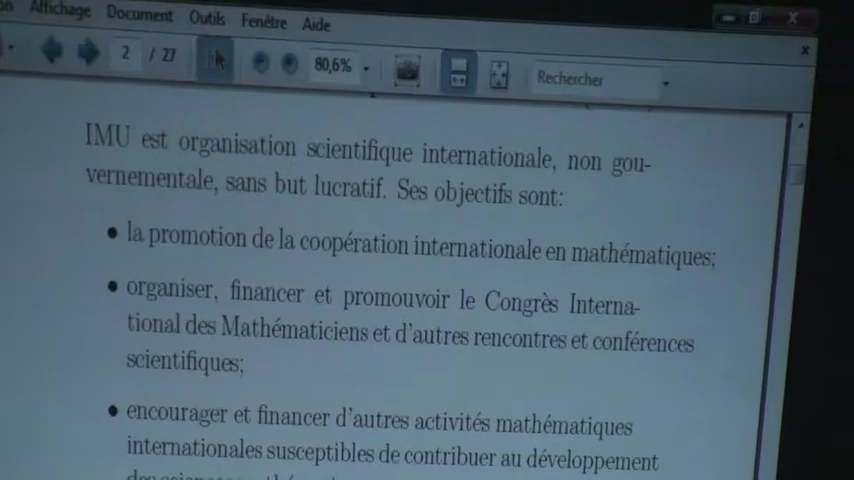 Affichage Document Outils Fenêtre Aide
2 / 27 80,6% Rechercher
IMU est organisation scientifique internationale, non gou-
vernementale, sans but lucratif. Ses objectifs sont:
• la promotion de la coopération internationale en mathématiques;
• organiser, financer et promouvoir le Congrès Interna-
tional des Mathématiciens et d'autres rencontres et conférences
scientifiques;
• encourager et financer d'autres activités mathématiques
internationales susceptibles de contribuer au développement